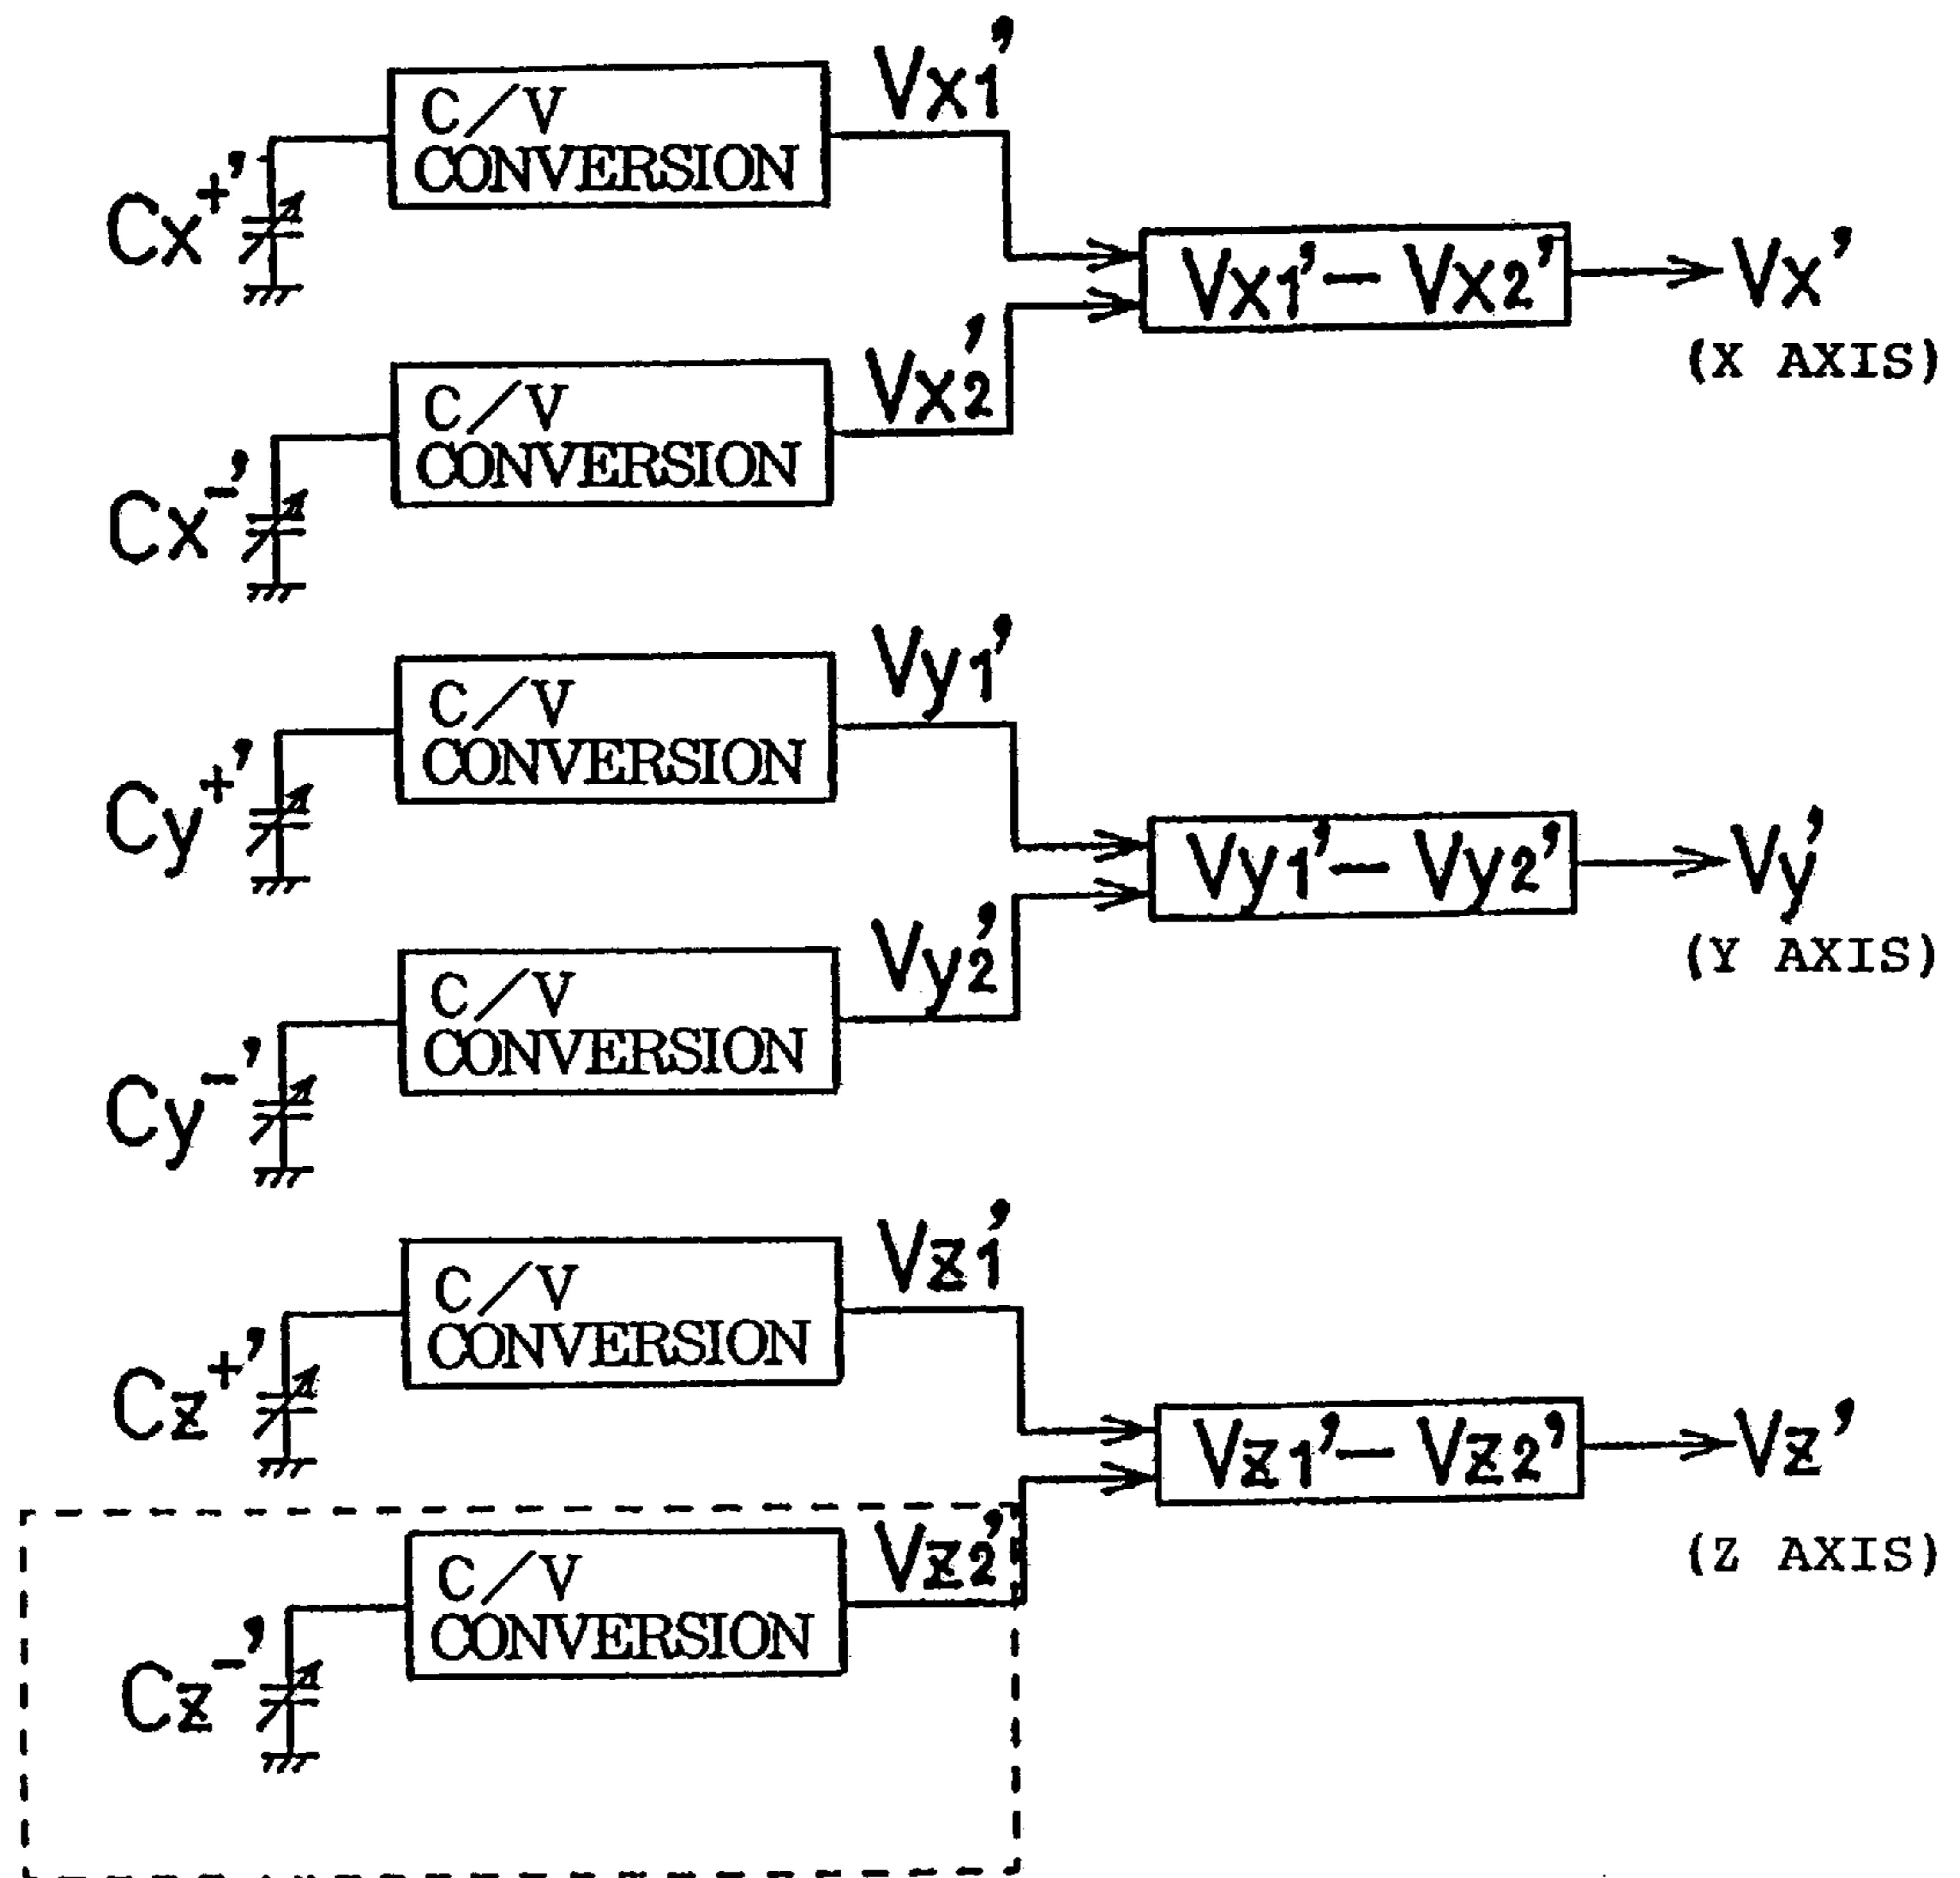 Vx1'
C/V
CONVERSION
Cx+'
Vx1' − Vx2'
Vx'
(X AXIS)
Vx2'
C/V
CONVERSION
Cx−'
Vy1'
C/V
CONVERSION
Cy+'
Vy1' − Vy2'
Vy'
(Y AXIS)
Vy2'
C/V
CONVERSION
Cy−'
Vz1'
C/V
CONVERSION
Cz+'
Vz1' − Vz2'
Vz'
(Z AXIS)
Vz2'
C/V
CONVERSION
Cz−'